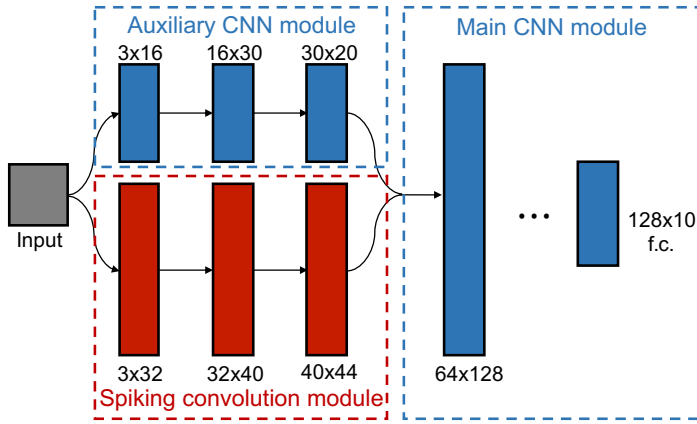 Auxiliary CNN module
3x16 16x30 30x20
Main CNN module
Input
128x10
f.c.
3x32 32x40 40x44
Spiking convolution module
64x128